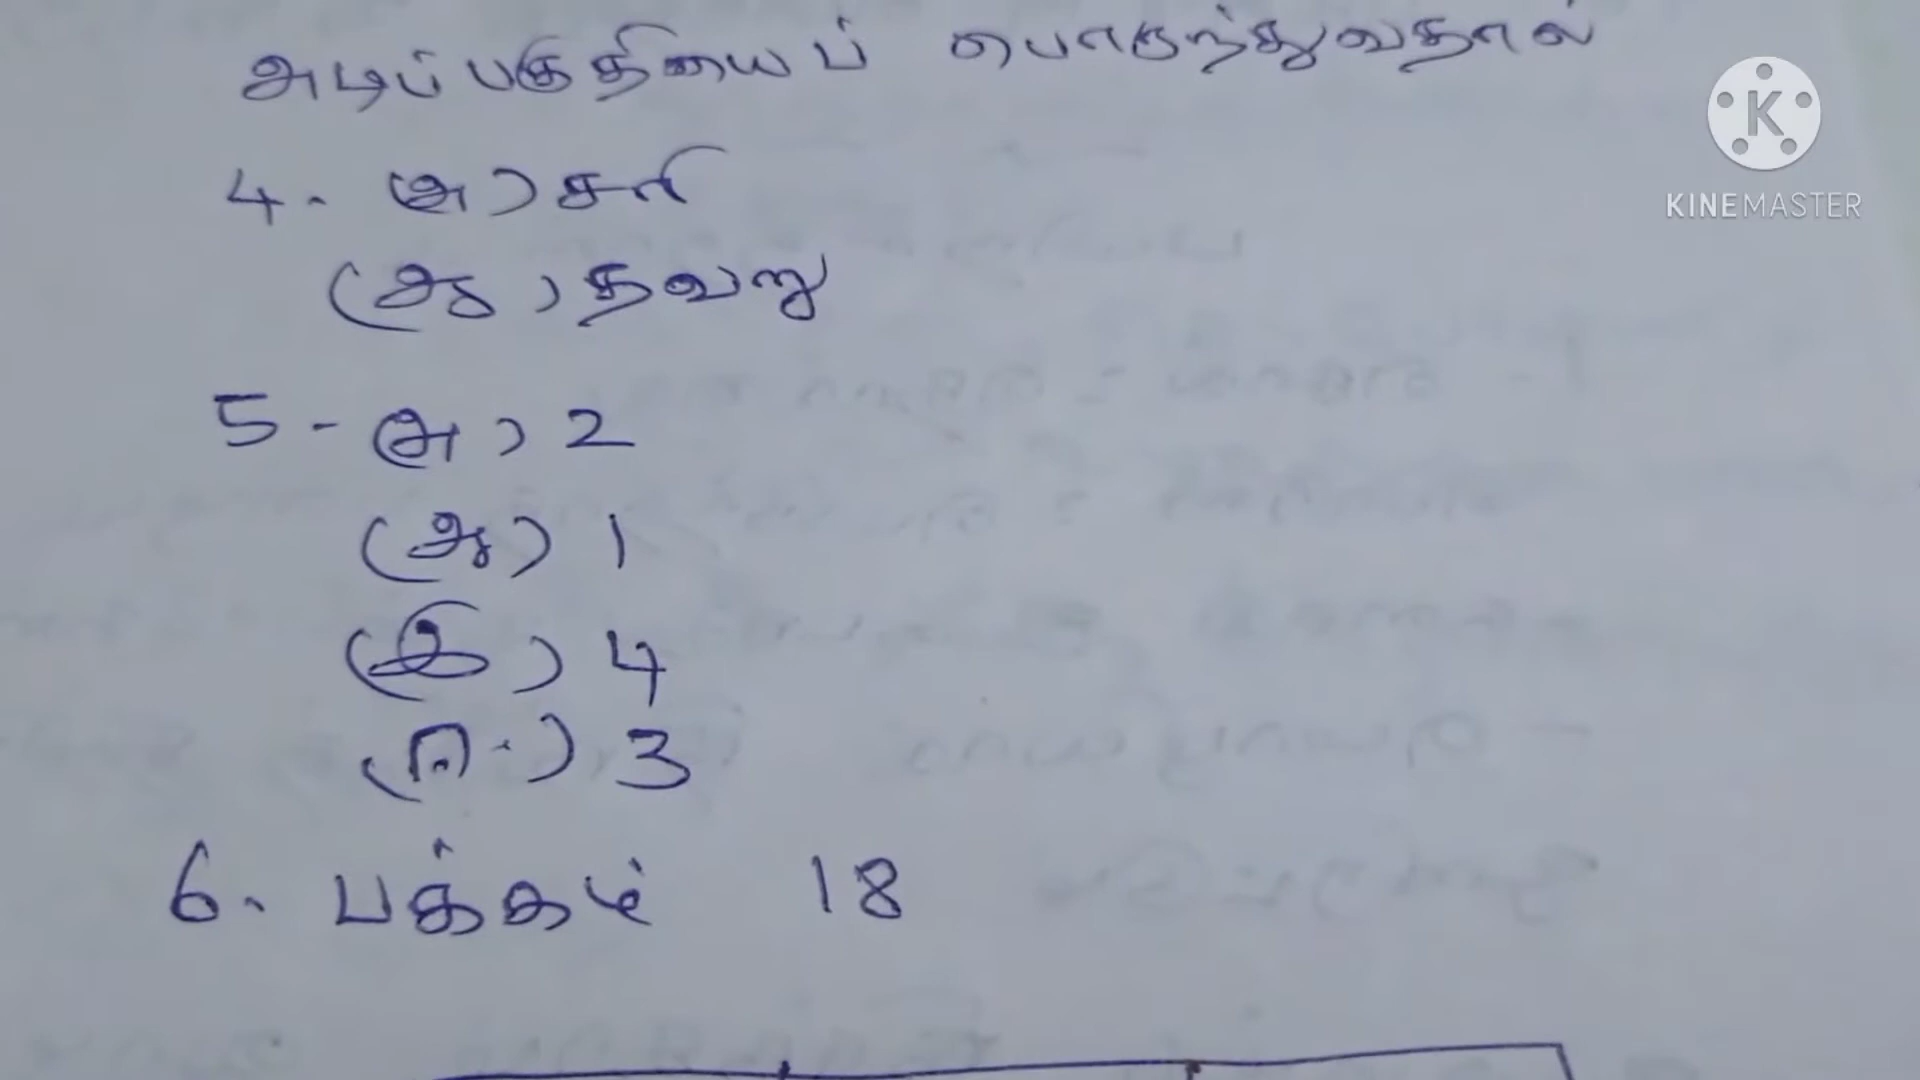 அடிப்பகுதியைப் பொருந்துவதால்
K
KINEMASTER
4. (அ) சரி
(ஆ) தவறு
5 - (அ) 2
(ஆ) 1
(இ) 4
(ஈ) 3
6. பக்கம் 18